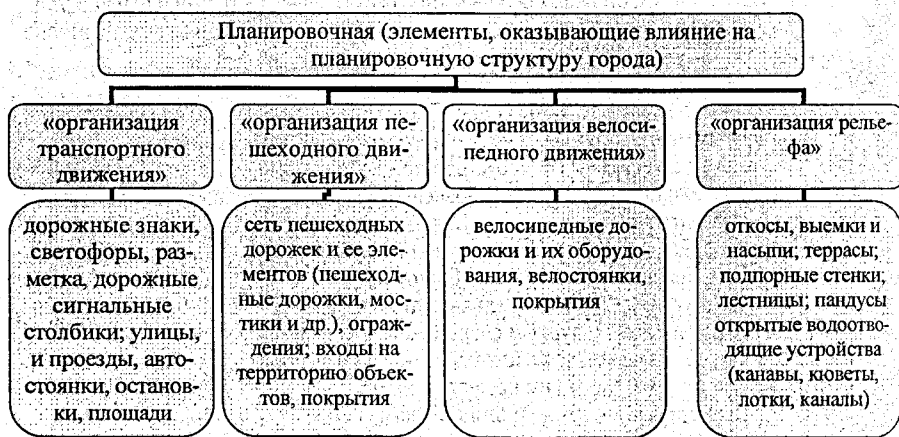 Планировочная (элементы, оказывающие влияние на
планировочную структуру города)
«организация
транспортного
движения»
«организация пе-
шеходного дви-
жения»
«организация велоси-
педного движения»
«организация рель-
ефа»
дорожные знаки,
светофоры, раз-
метка, дорожные
сигнальные
столбики; улицы,
и проезды, авто-
стоянки, останов-
ки, площади
сеть пешеходных
дорожек и ее эле-
ментов (пешеход-
ные дорожки, мос-
тики и др.), ограж-
дения; входы на
территорию объек-
тов, покрытия
велосипедные до-
рожки и их оборудо-
вания, велостоянки,
покрытия
откосы, выемки и
насыпи; террасы;
подпорные стенки;
лестницы; пандусы
открытые водоотво-
дящие устройства
(канавы, кюветы,
лотки, каналы)